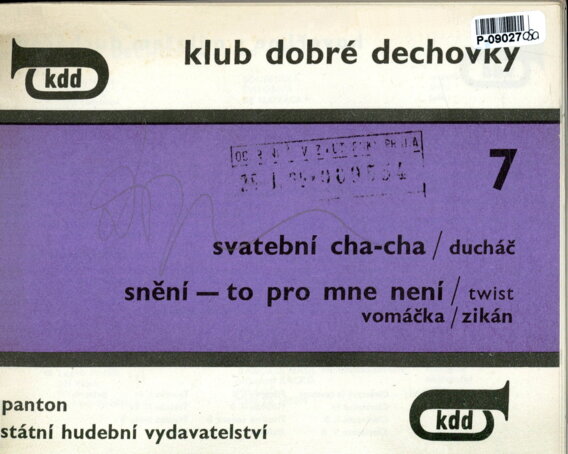 P-09027
kdd
klub dobré dechovky
7
svatební cha-cha / ducháč
snění — to pro mne není / twist
vomáčka / zikán
panton
státní hudební vydavatelství
kdd